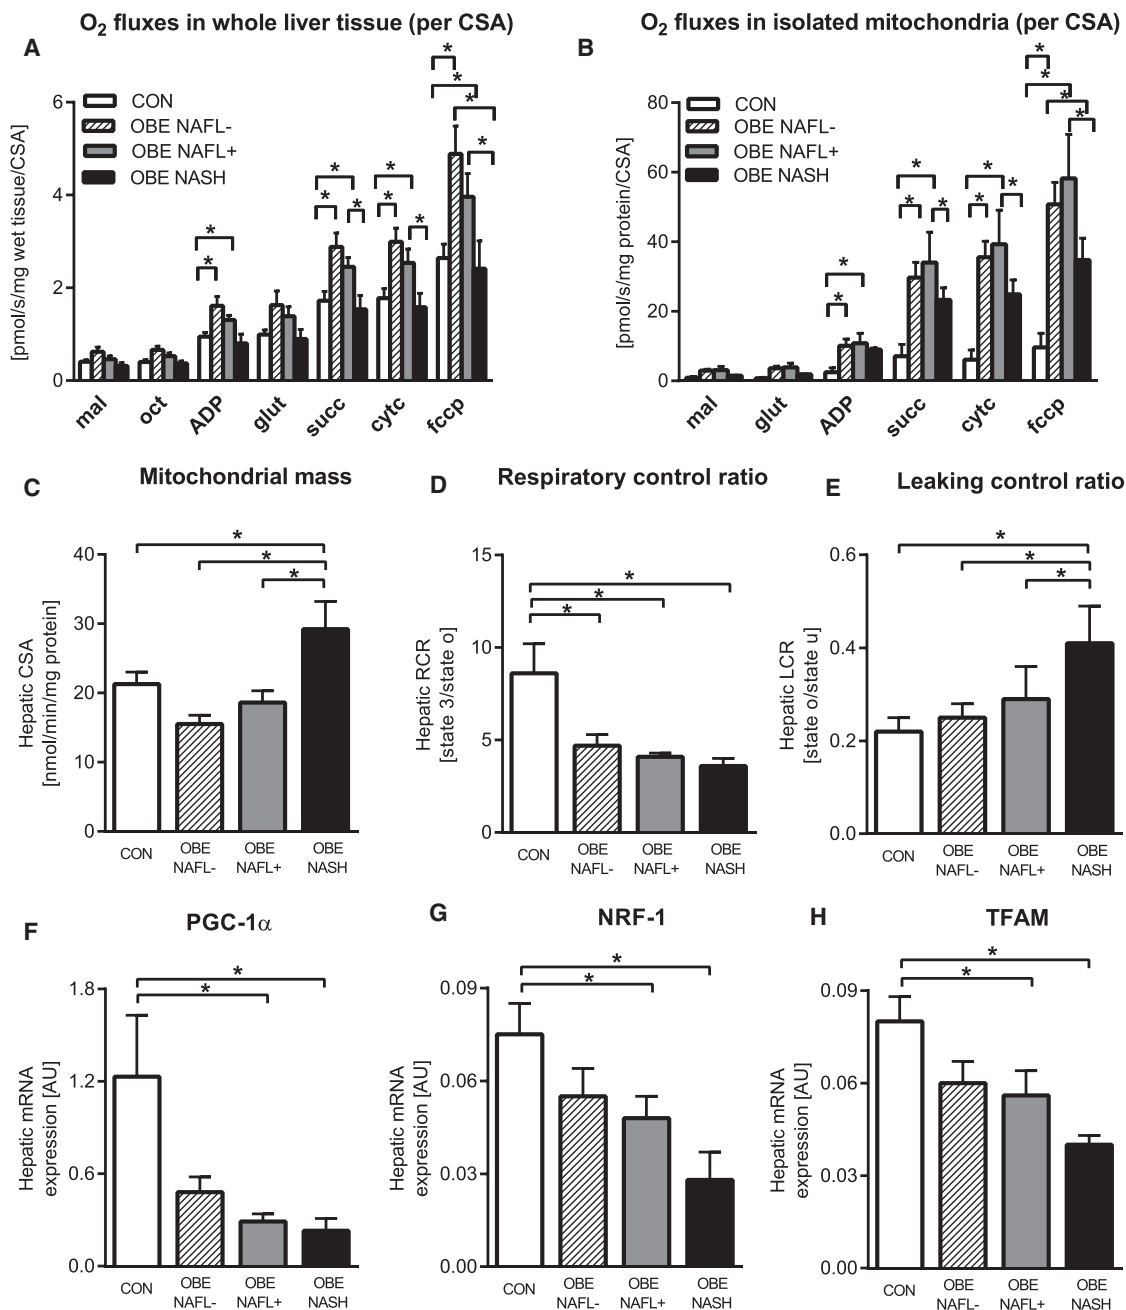 A
O2 fluxes in whole liver tissue (per CSA)
[pmol/s/mg wet tissue/CSA]
6
4
2
0
CON
OBE NAFL-
OBE NAFL+
OBE NASH
* * * * * * * * * * * *
mal oct ADP glut succ cytc fccp
B
O2 fluxes in isolated mitochondria (per CSA)
[pmol/s/mg protein/CSA]
80
60
40
20
0
CON
OBE NAFL-
OBE NAFL+
OBE NASH
* * * * * * * * * * * *
mal glut ADP succ cytc fccp
C
Mitochondrial mass
Hepatic CSA
[nmol/min/mg protein]
40
30
20
10
0
*
*
*
CON OBE OBE OBE
NAFL- NAFL+ NASH
D
Respiratory control ratio
Hepatic RCR
[state 3/state o]
15
10
5
0
*
*
*
CON OBE OBE OBE
NAFL- NAFL+ NASH
E
Leaking control ratio
Hepatic LCR
[state o/state u]
0.6
0.4
0.2
0.0
*
*
*
CON OBE OBE OBE
NAFL- NAFL+ NASH
F
PGC-1α
Hepatic mRNA
expression [AU]
1.8
1.2
0.6
0.0
*
*
CON OBE OBE OBE
NAFL- NAFL+ NASH
G
NRF-1
Hepatic mRNA
expression [AU]
0.09
0.06
0.03
0.00
*
*
CON OBE OBE OBE
NAFL- NAFL+ NASH
H
TFAM
Hepatic mRNA
expression [AU]
0.09
0.06
0.03
0.00
*
*
CON OBE OBE OBE
NAFL- NAFL+ NASH